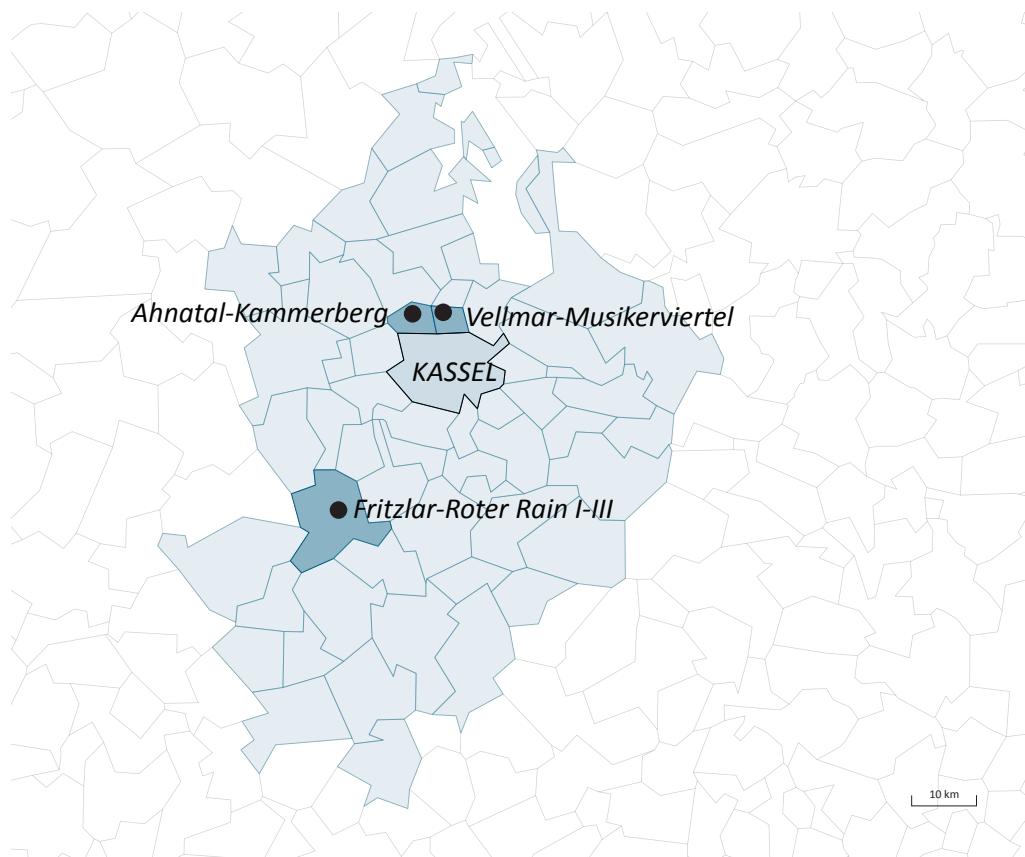 Ahnatal-Kammerberg
Vellmar-Musikerviertel
KASSEL
Fritzlar-Roter Rain I-III
10 km